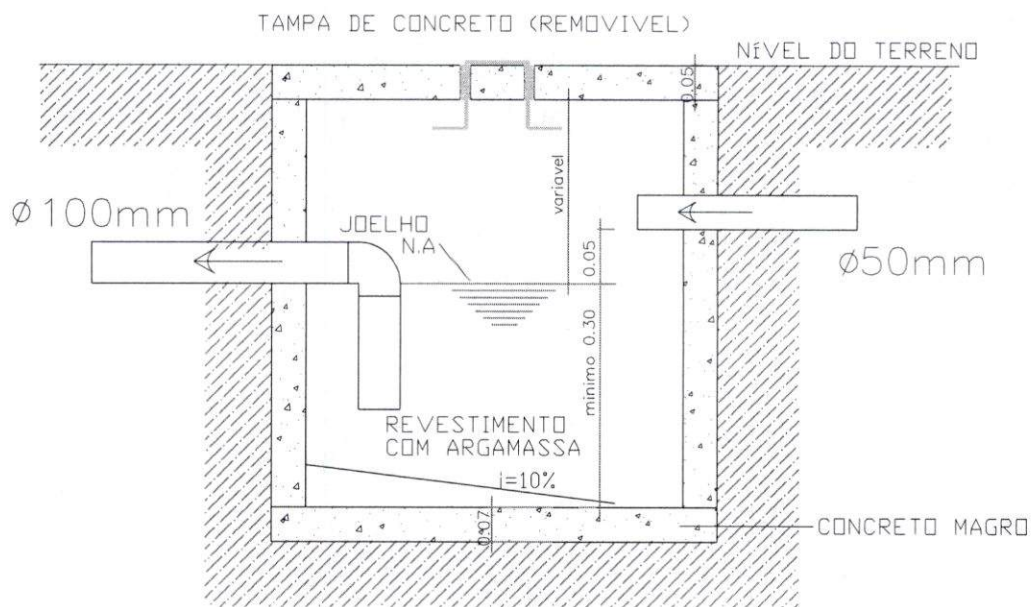 TAMPA DE CONCRETO (REMOVIVEL)
NÍVEL DO TERRENO
0.05
variavel
Ø100mm
JOELHO
N.A
0.05
Ø50mm
minimo 0.30
REVESTIMENTO
COM ARGAMASSA
i=10%
0.07
CONCRETO MAGRO